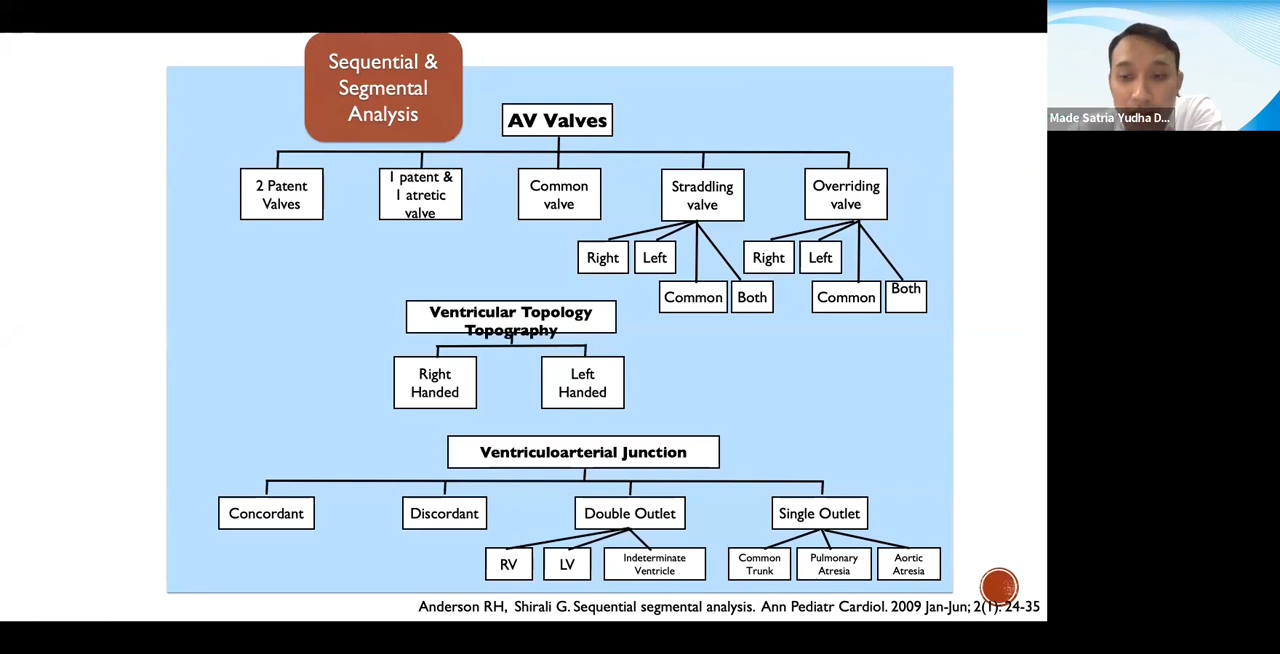 Sequential &
Segmental
Analysis
AV Valves
2 Patent
Valves
1 patent &
1 atretic
valve
Common
valve
Straddling
valve
Overriding
valve
Right
Left
Common
Both
Right
Left
Common
Both
Ventricular Topology
Topography
Right
Handed
Left
Handed
Ventriculoarterial Junction
Concordant
Discordant
Double Outlet
Single Outlet
RV
LV
Indeterminate
Ventricle
Common
Trunk
Pulmonary
Atresia
Aortic
Atresia
Anderson RH, Shirali G. Sequential segmental analysis. Ann Pediatr Cardiol. 2009 Jan-Jun; 2(1): 24-35
Made Satria Yudha D...